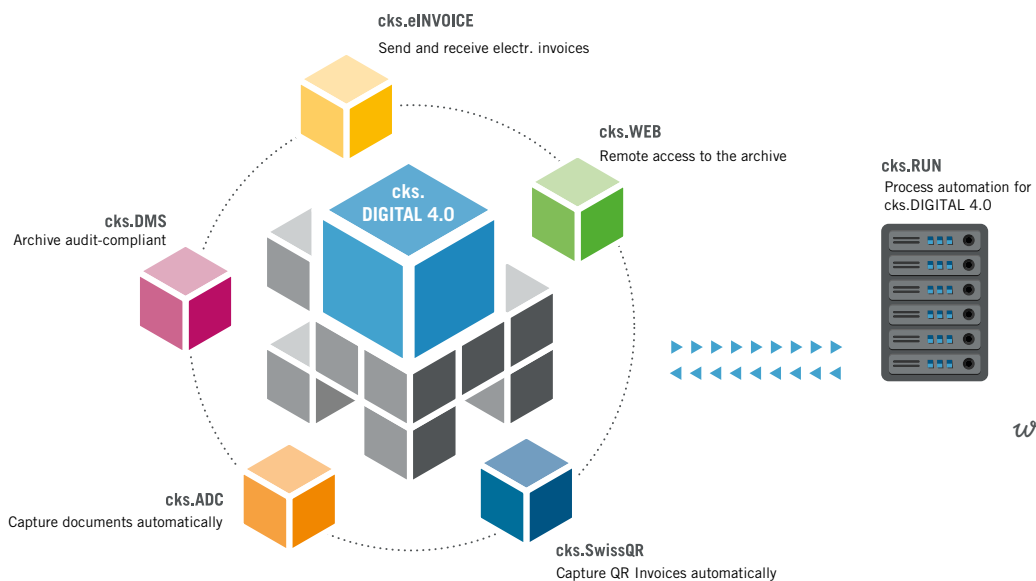 cks.eINVOICE
Send and receive electr. invoices
cks.WEB
Remote access to the archive
cks.RUN
Process automation for
cks.DIGITAL 4.0
cks.
DIGITAL 4.0
cks.DMS
Archive audit-compliant
cks.ADC
Capture documents automatically
cks.SwissQR
Capture QR Invoices automatically
w